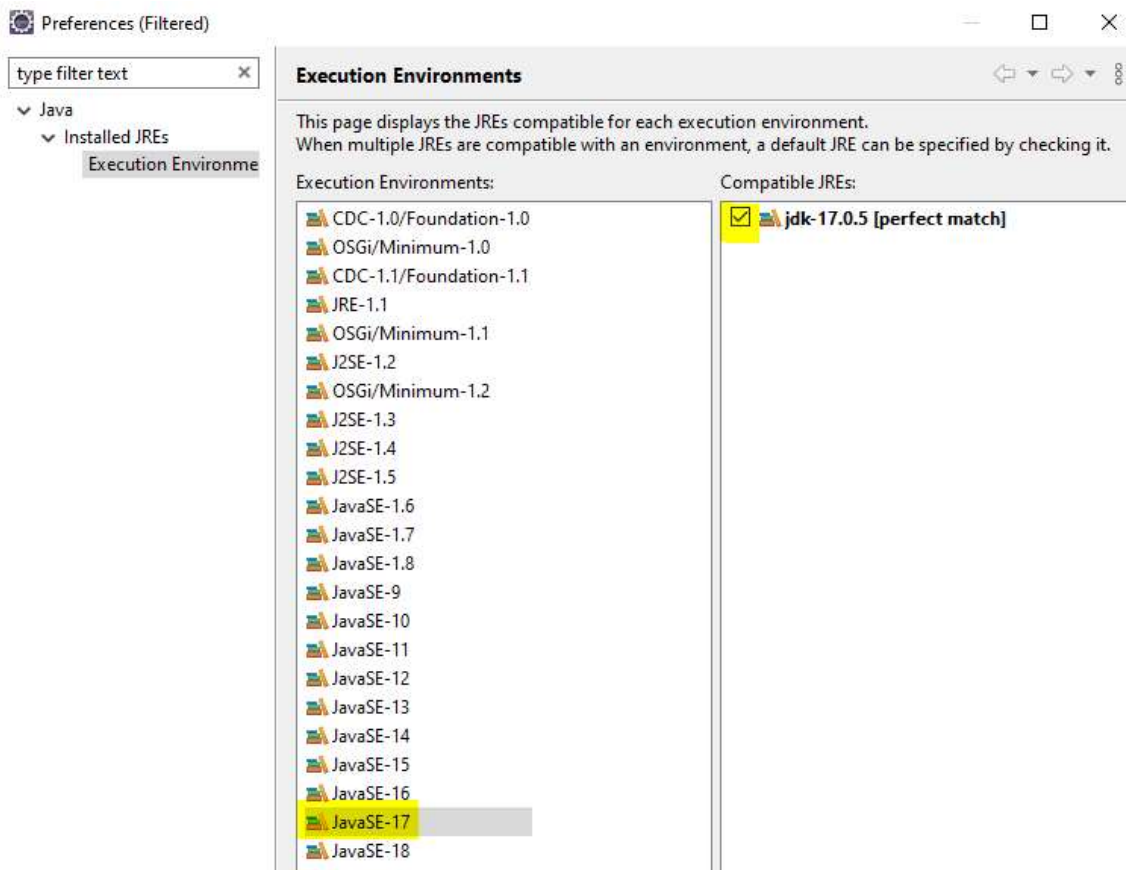 Preferences (Filtered)
type filter text
Java
Installed JREs
Execution Environme
Execution Environments
This page displays the JREs compatible for each execution environment.
When multiple JREs are compatible with an environment, a default JRE can be specified by checking it.
Execution Environments:
CDC-1.0/Foundation-1.0
OSGi/Minimum-1.0
CDC-1.1/Foundation-1.1
JRE-1.1
OSGi/Minimum-1.1
J2SE-1.2
OSGi/Minimum-1.2
J2SE-1.3
J2SE-1.4
J2SE-1.5
JavaSE-1.6
JavaSE-1.7
JavaSE-1.8
JavaSE-9
JavaSE-10
JavaSE-11
JavaSE-12
JavaSE-13
JavaSE-14
JavaSE-15
JavaSE-16
JavaSE-17
JavaSE-18
Compatible JREs:
jdk-17.0.5 [perfect match]